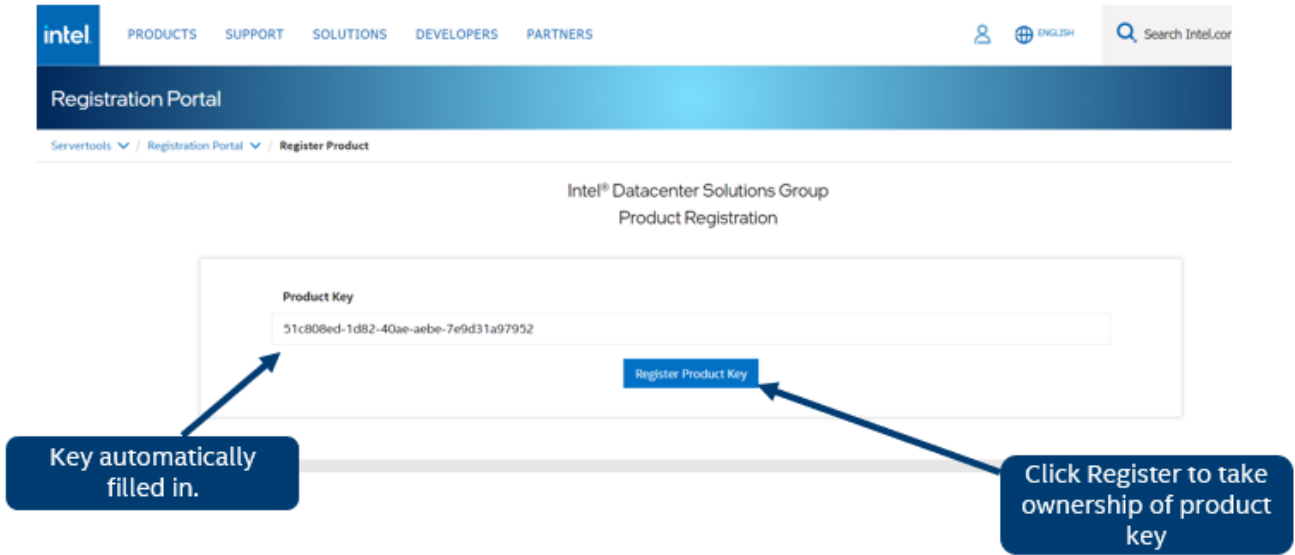 intel.
PRODUCTS SUPPORT SOLUTIONS DEVELOPERS PARTNERS ENGLISH Search Intel.cor
Registration Portal
Servertools / Registration Portal / Register Product
Intel® Datacenter Solutions Group
Product Registration
Product Key
51c808ed-1d82-40ae-aebe-7e9d31a97952
Register Product Key
Key automatically
filled in.
Click Register to take
ownership of product
key